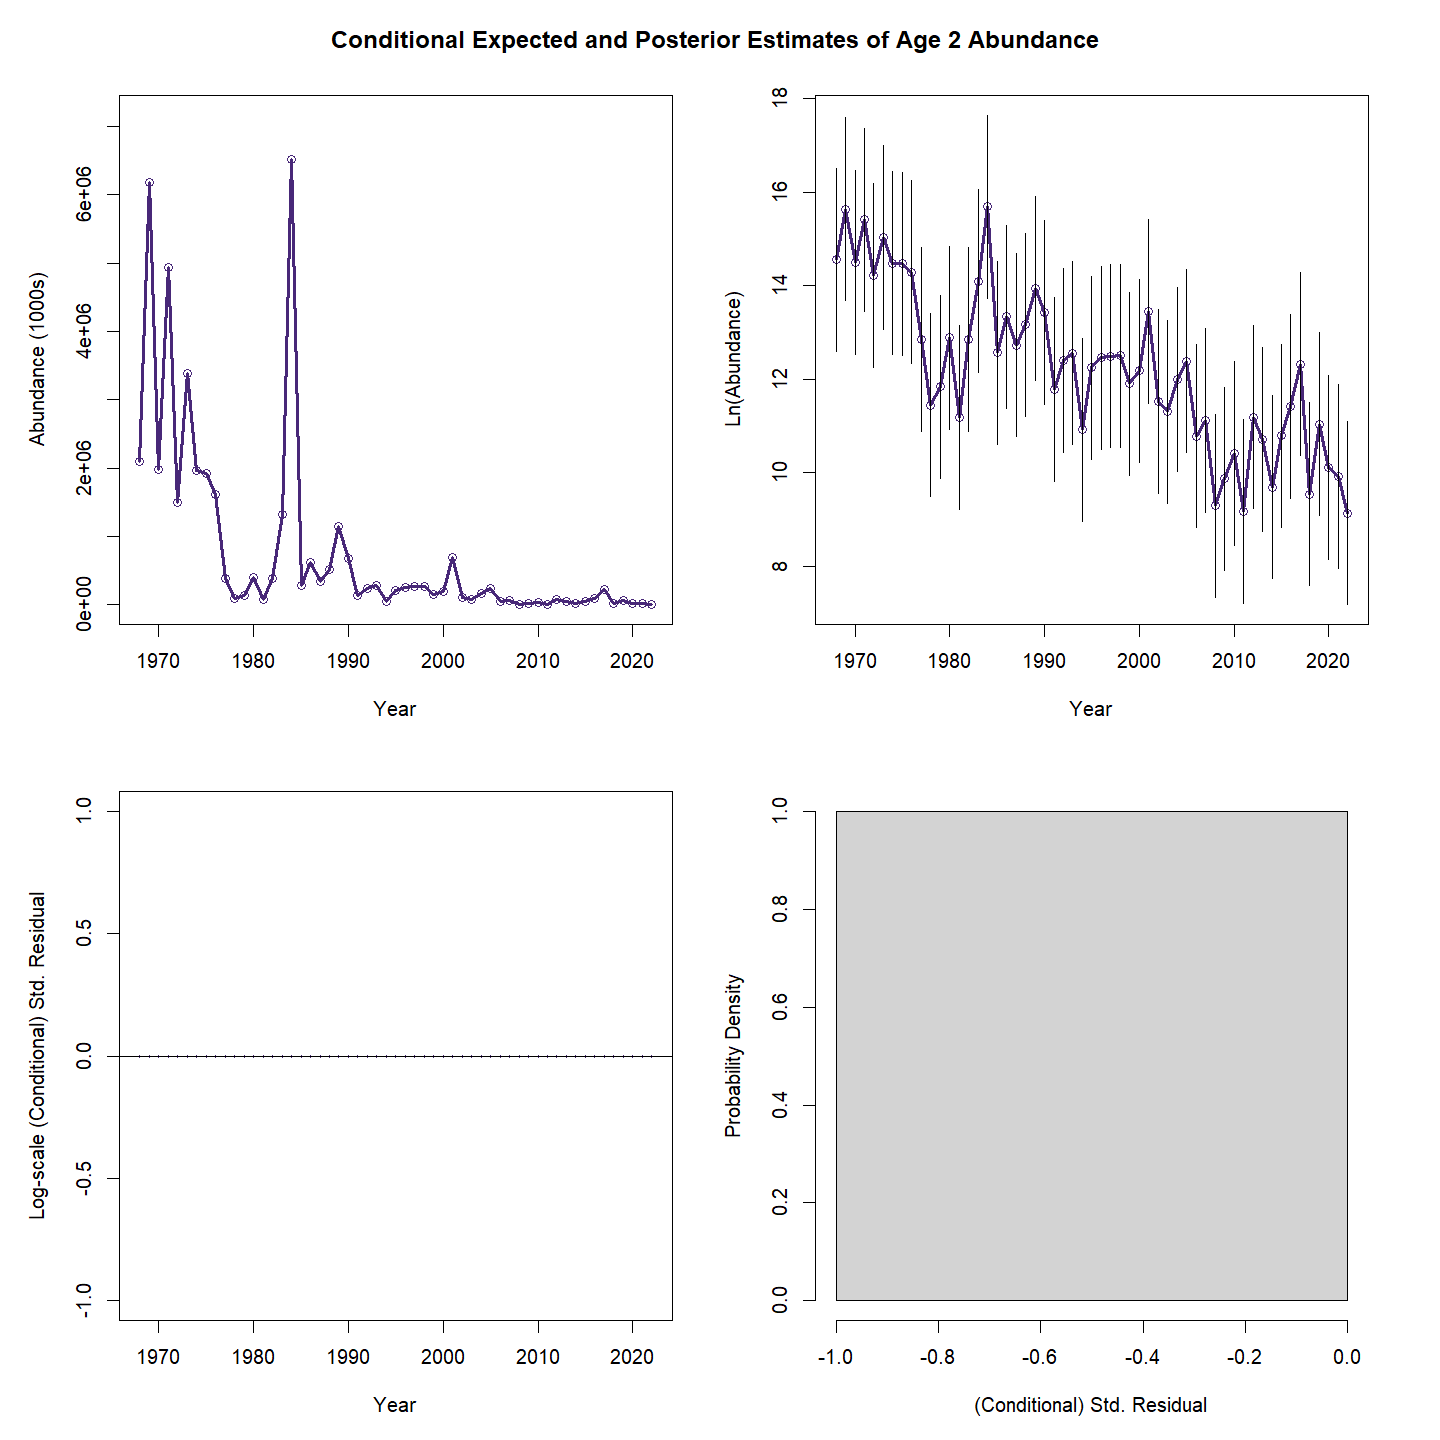 Conditional Expected and Posterior Estimates of Age 2 Abundance
Abundance (1000s)
0e+00
2e+06
4e+06
6e+06
1970 1980 1990 2000 2010 2020
Year
Ln(Abundance)
8
10
12
14
16
18
1970 1980 1990 2000 2010 2020
Year
Log-scale (Conditional) Std. Residual
-1.0
-0.5
0.0
0.5
1.0
1970 1980 1990 2000 2010 2020
Year
Probability Density
0.0
0.2
0.4
0.6
0.8
1.0
-1.0 -0.8 -0.6 -0.4 -0.2 0.0
(Conditional) Std. Residual